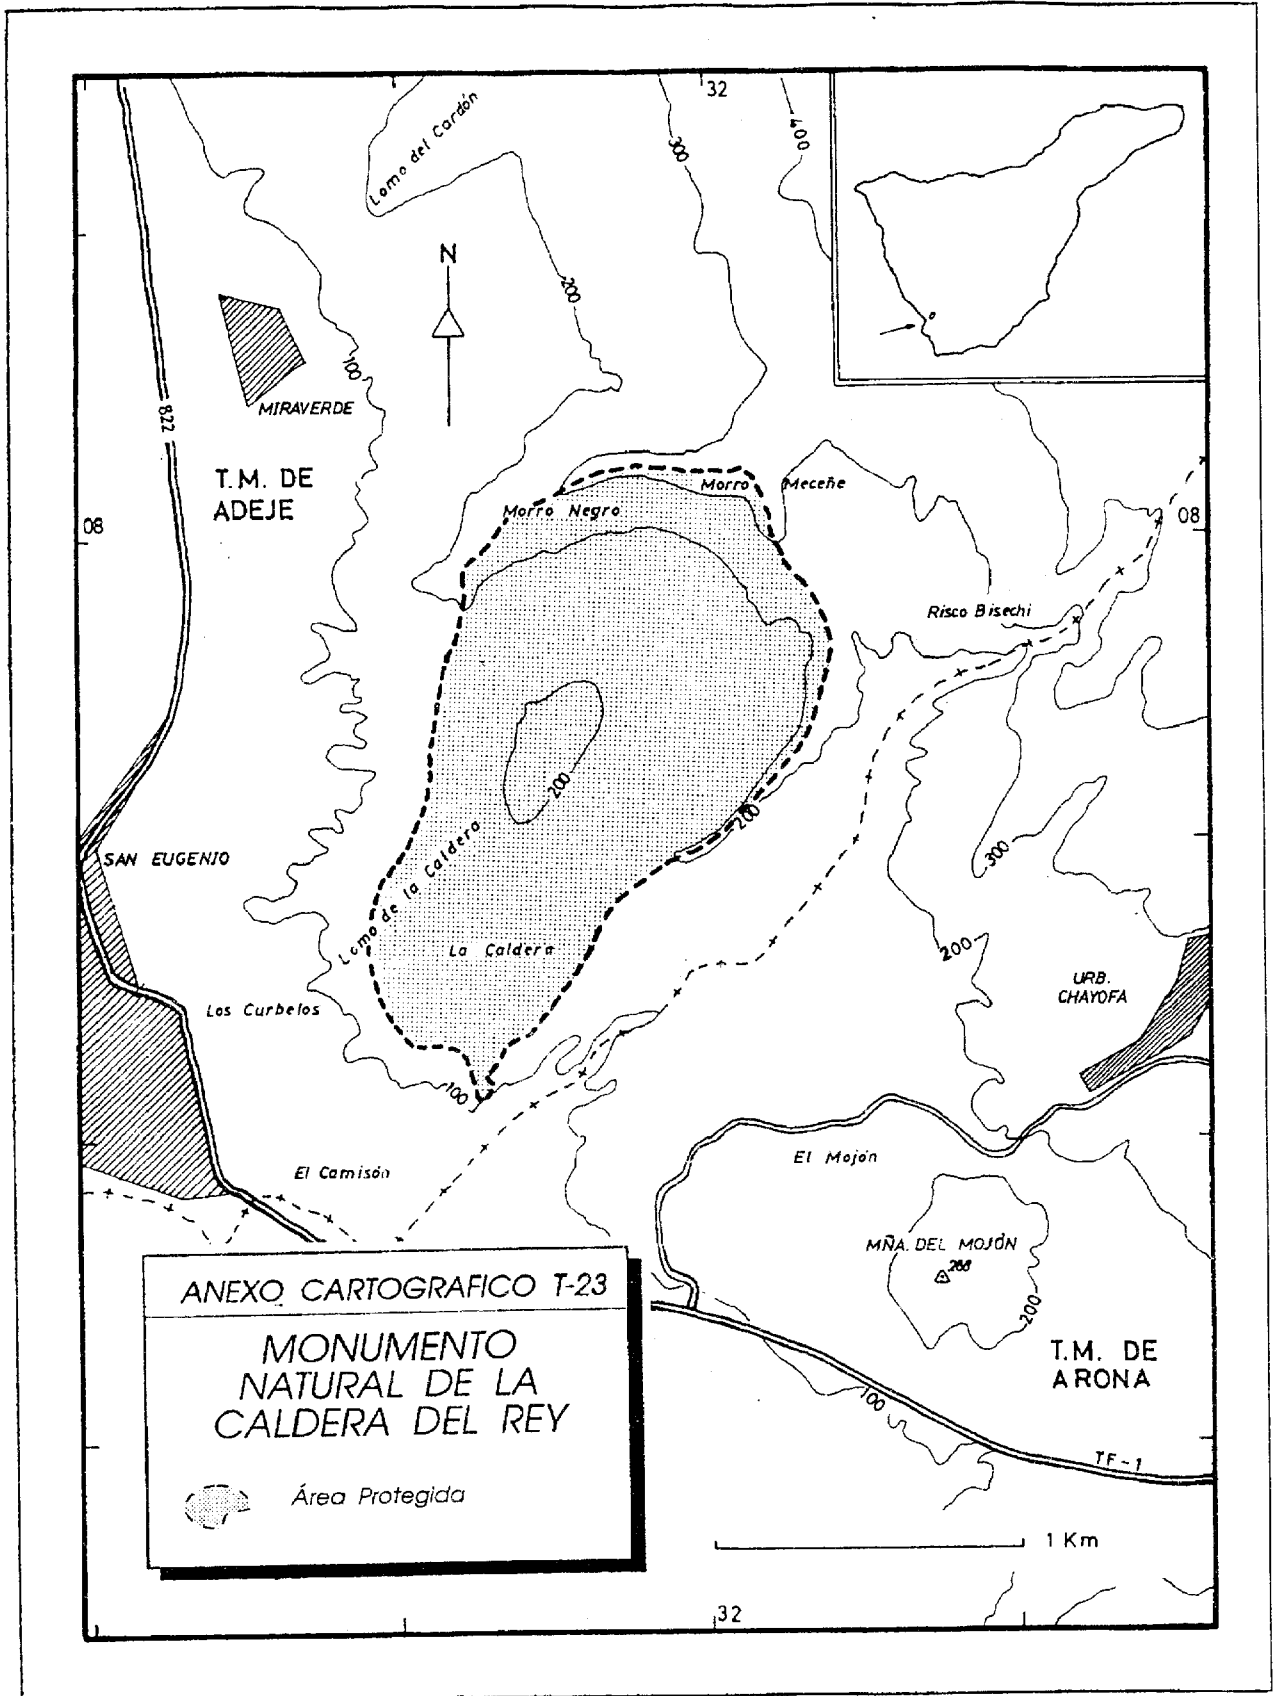 32
Lomo del Cardón
300
400
N
200
100
MIRAVERDE
822
T.M. DE
ADEJE
Morro Meceñe
Morro Negro
08
08
Risco Bisechi
200
200
SAN EUGENIO
300
Lomo de la Caldera
La Caldera
200
URB.
CHAYOFA
Los Curbelos
100
El Camisón
El Mojón
MÑA. DEL MOJÓN
200
ANEXO CARTOGRAFICO T-23
MONUMENTO
NATURAL DE LA
CALDERA DEL REY
Área Protegida
T.M. DE
ARONA
100
TF-1
1 Km
32